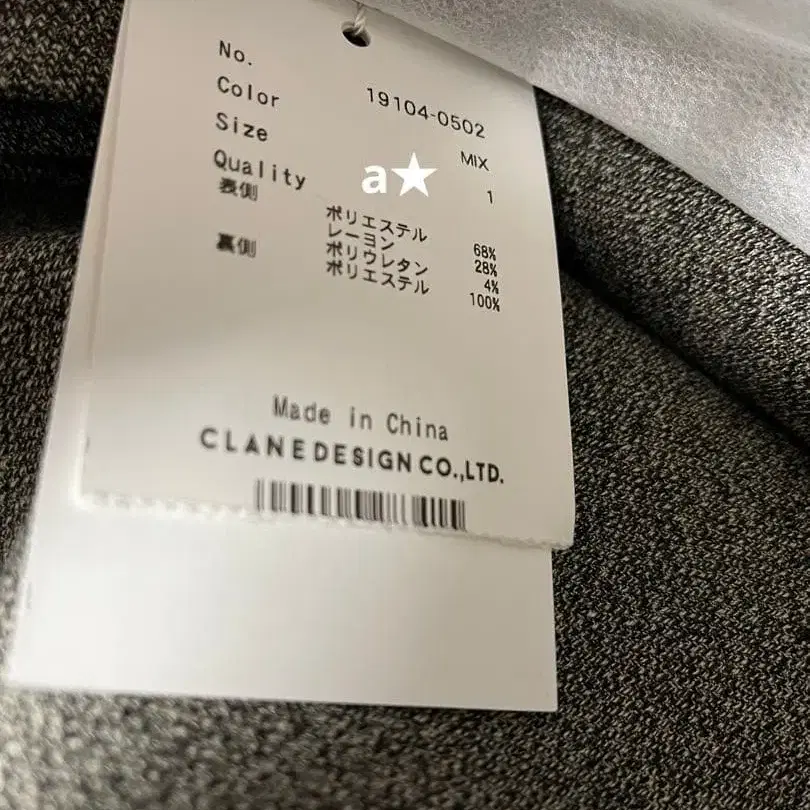 No. 19104-0502
Color MIX
Size 1
Quality
a★
表側 ポリエステル 68%
レーヨン 28%
ポリウレタン 4%
裏側 ポリエステル 100%
Made in China
CLANE DESIGN CO.,LTD.